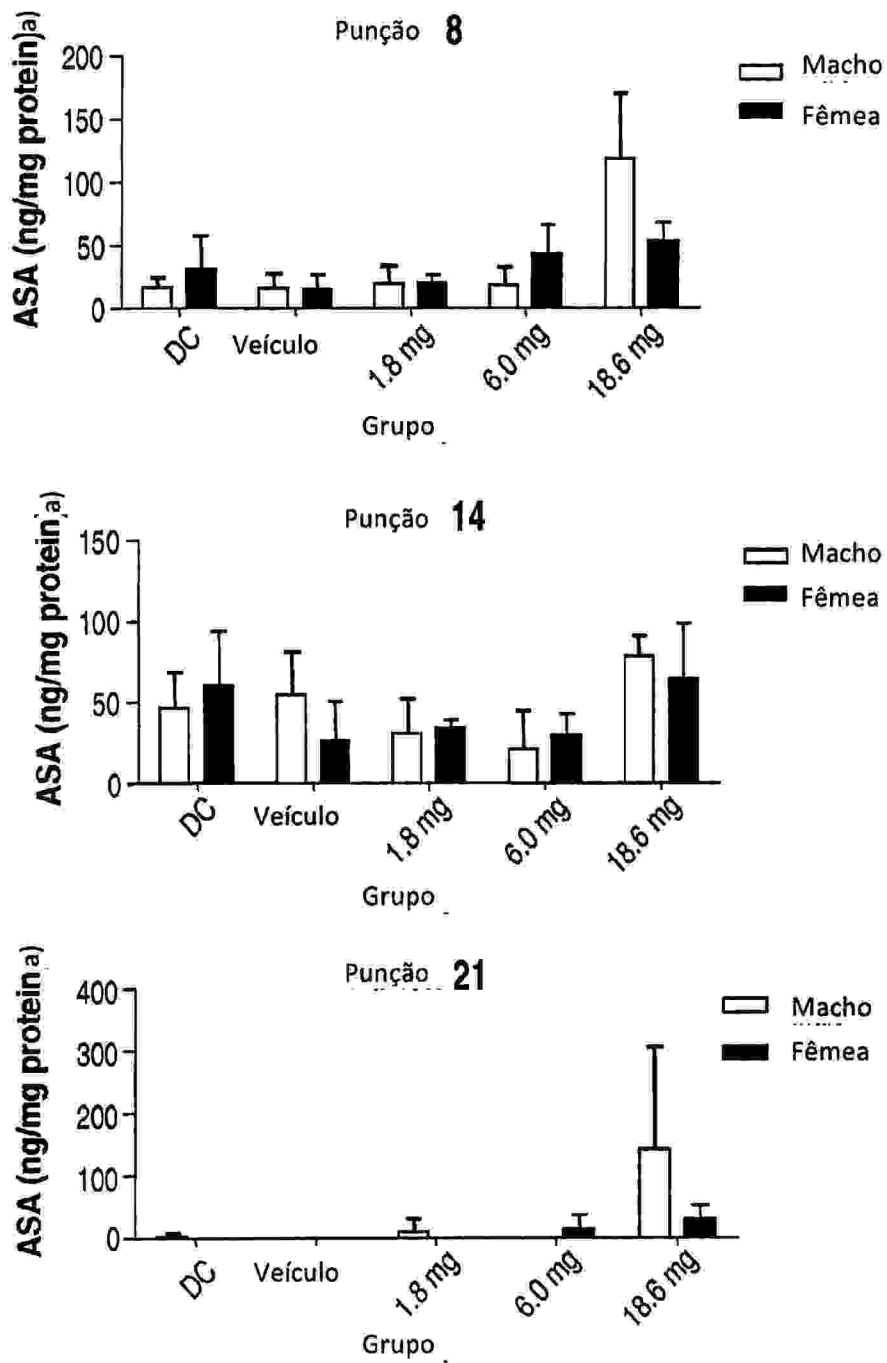 Punção 8
ASA (ng/mg protein)a)
200
150
100
50
0
Macho
Fêmea
DC Veículo 1.8 mg 6.0 mg 18.6 mg
Grupo
Punção 14
ASA (ng/mg protein)a)
150
100
50
0
Macho
Fêmea
DC Veículo 1.8 mg 6.0 mg 18.6 mg
Grupo
Punção 21
ASA (ng/mg protein a)
400
300
200
100
0
Macho
Fêmea
DC Veículo 1.8 mg 6.0 mg 18.6 mg
Grupo